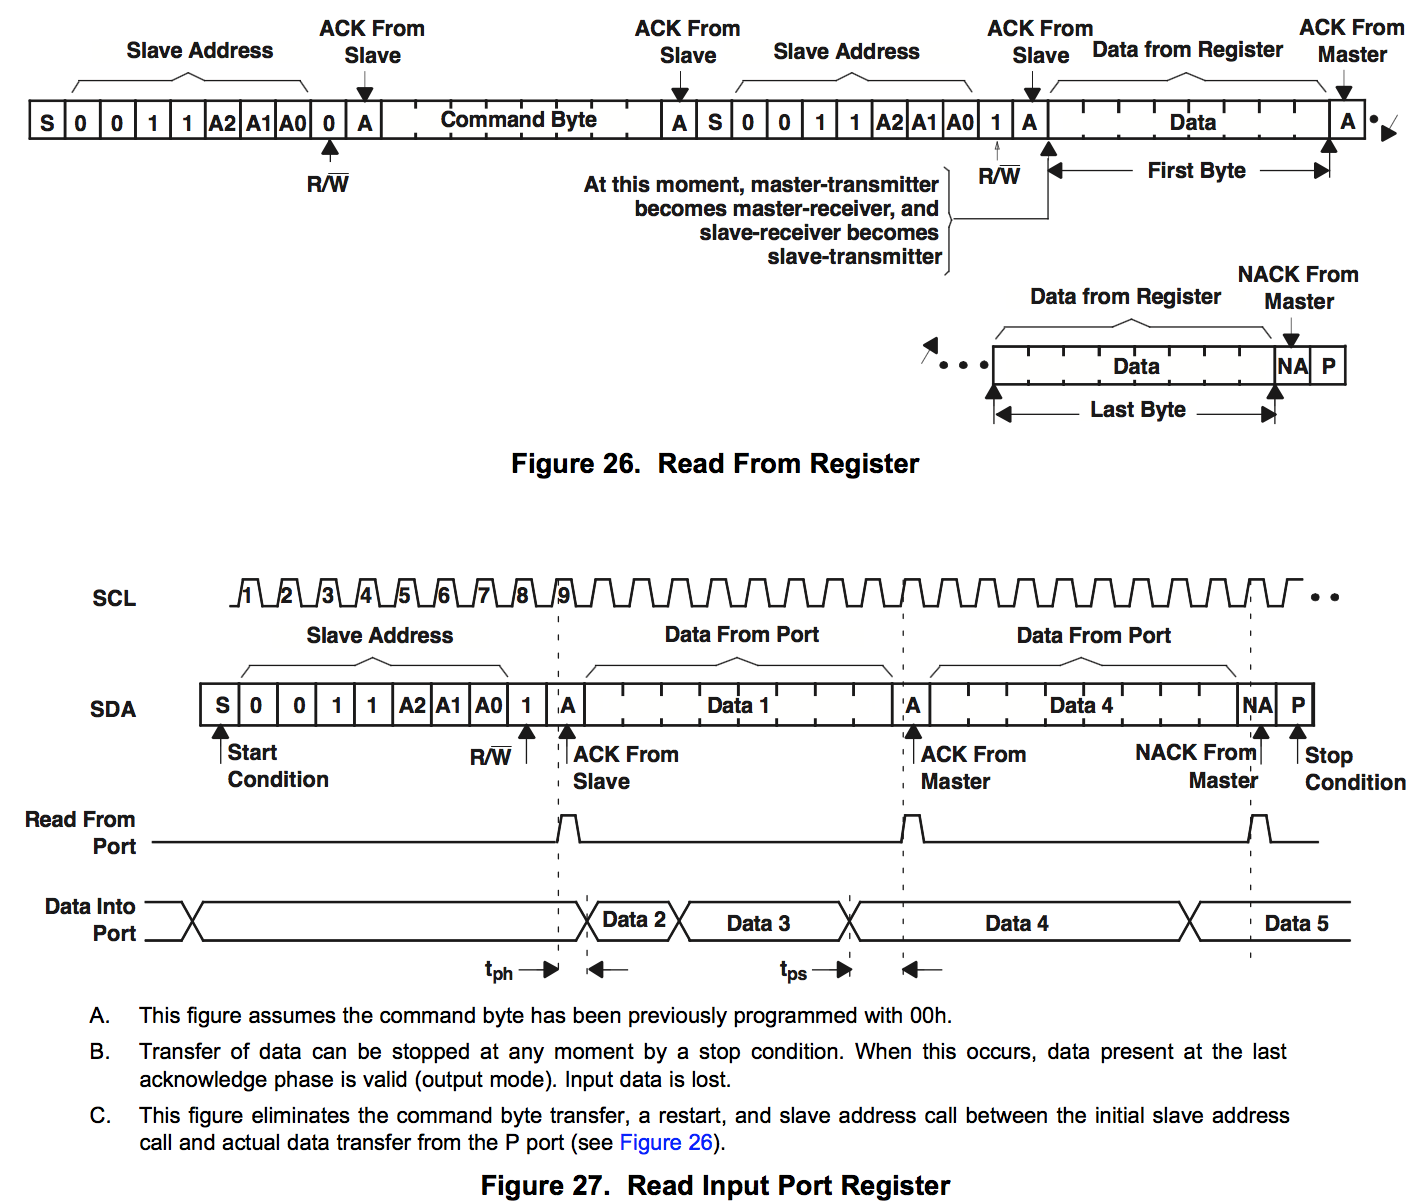 ACK From ACK From ACK From ACK From
Slave Address Slave Slave Address Slave Data from Register Master
Slave
S 0 0 1 1 A2 A1 A0 0 A Command Byte A S 0 0 1 1 A2 A1 A0 1 A Data A
R/W̅ R/W̅ First Byte
At this moment, master-transmitter
becomes master-receiver, and
slave-receiver becomes
slave-transmitter
NACK From
Data from Register Master
Data NA P
Last Byte
Figure 26. Read From Register
SCL 1 2 3 4 5 6 7 8 9
Slave Address Data From Port Data From Port
SDA S 0 0 1 1 A2 A1 A0 1 A Data 1 A Data 4 NA P
Start R/W̅ ACK From ACK From NACK From Stop
Condition Slave Master Master Condition
Read From
Port
Data Into
Port Data 2 Data 3 Data 4 Data 5
tph tps
A. This figure assumes the command byte has been previously programmed with 00h.
B. Transfer of data can be stopped at any moment by a stop condition. When this occurs, data present at the last
acknowledge phase is valid (output mode). Input data is lost.
C. This figure eliminates the command byte transfer, a restart, and slave address call between the initial slave address
call and actual data transfer from the P port (see Figure 26).
Figure 27. Read Input Port Register